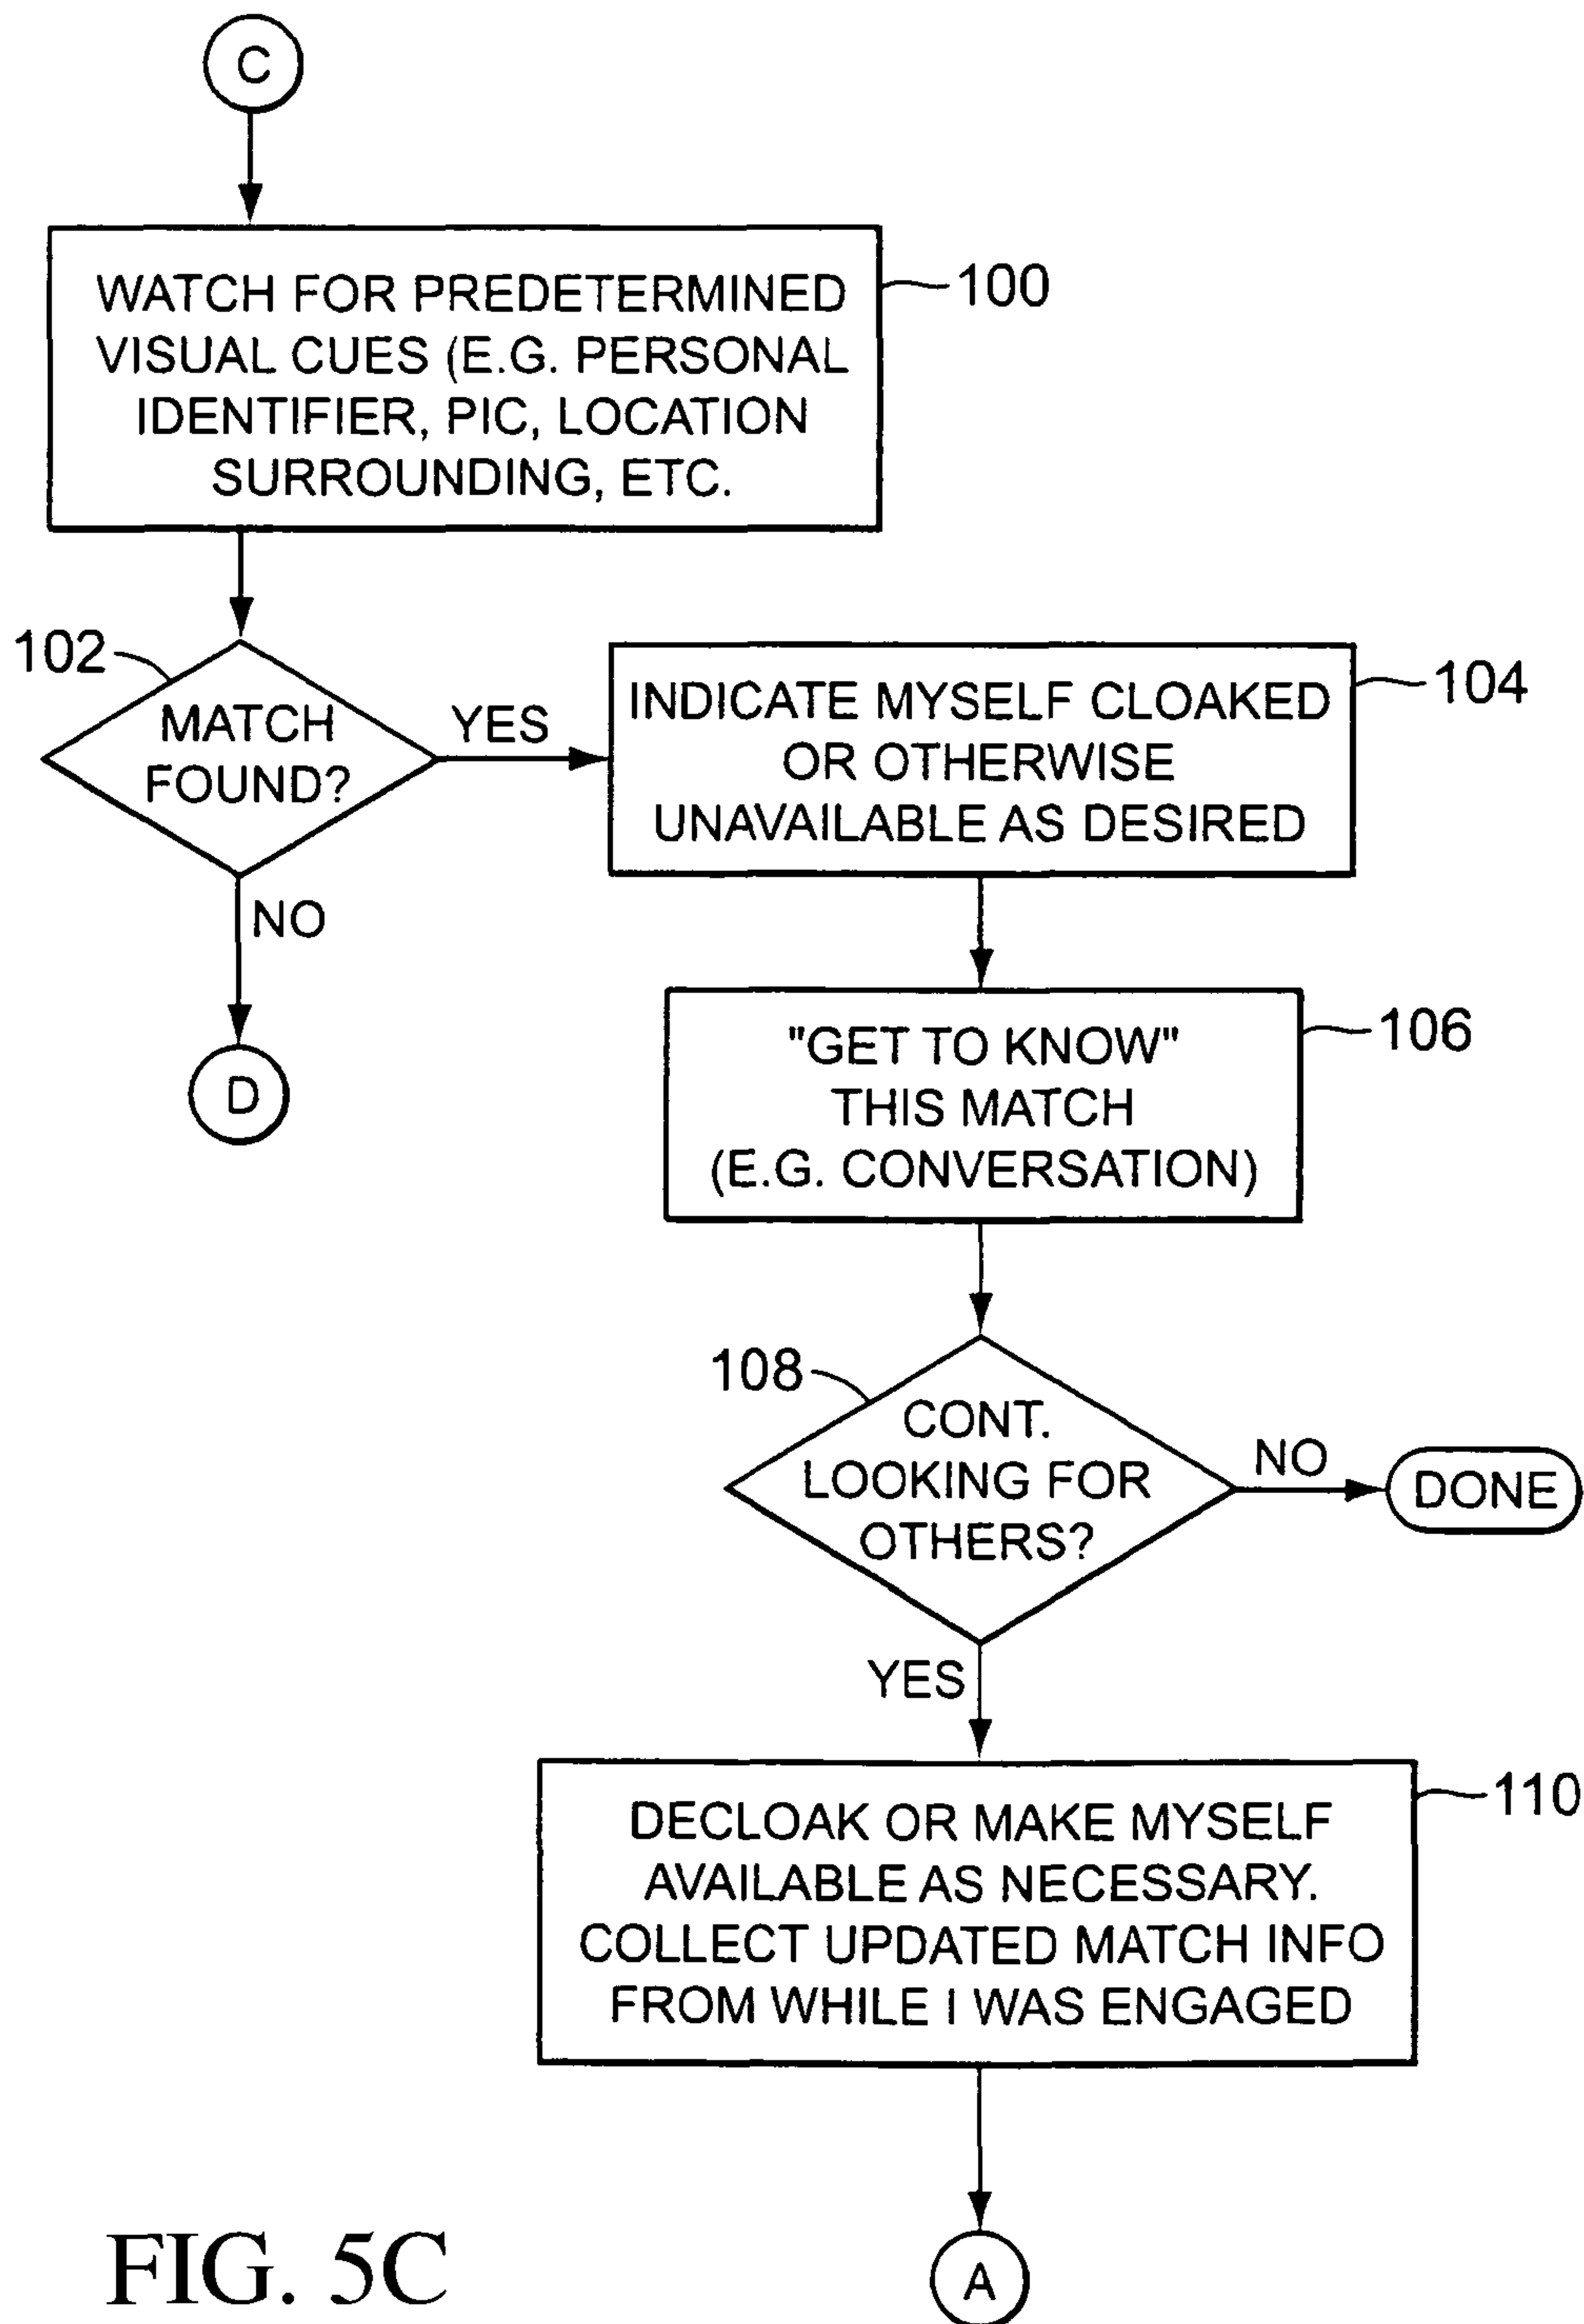 C
WATCH FOR PREDETERMINED
VISUAL CUES (E.G. PERSONAL
IDENTIFIER, PIC, LOCATION
SURROUNDING, ETC.
100
102
MATCH
FOUND?
YES
NO
D
INDICATE MYSELF CLOAKED
OR OTHERWISE
UNAVAILABLE AS DESIRED
104
"GET TO KNOW"
THIS MATCH
(E.G. CONVERSATION)
106
108
CONT.
LOOKING FOR
OTHERS?
NO
DONE
YES
DECLOAK OR MAKE MYSELF
AVAILABLE AS NECESSARY.
COLLECT UPDATED MATCH INFO
FROM WHILE I WAS ENGAGED
110
A
FIG. 5C